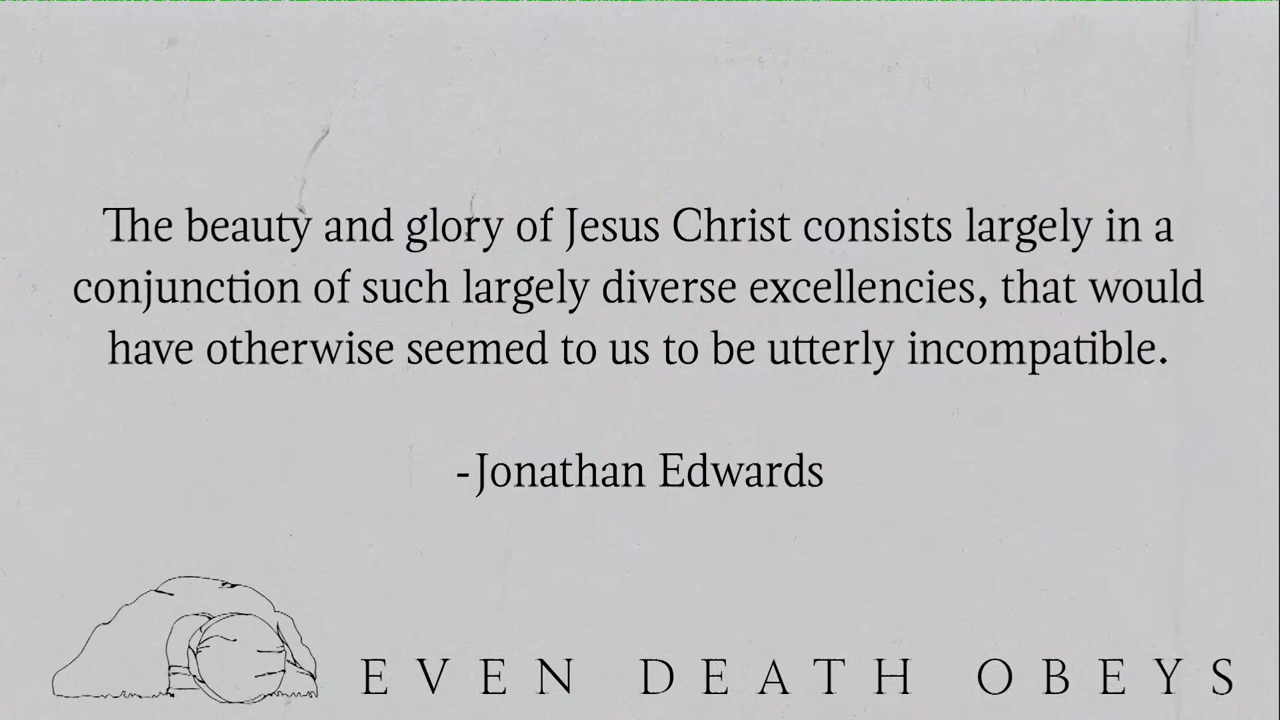 The beauty and glory of Jesus Christ consists largely in a
conjunction of such largely diverse excellencies, that would
have otherwise seemed to us to be utterly incompatible.
-Jonathan Edwards
EVEN DEATH OBEYS